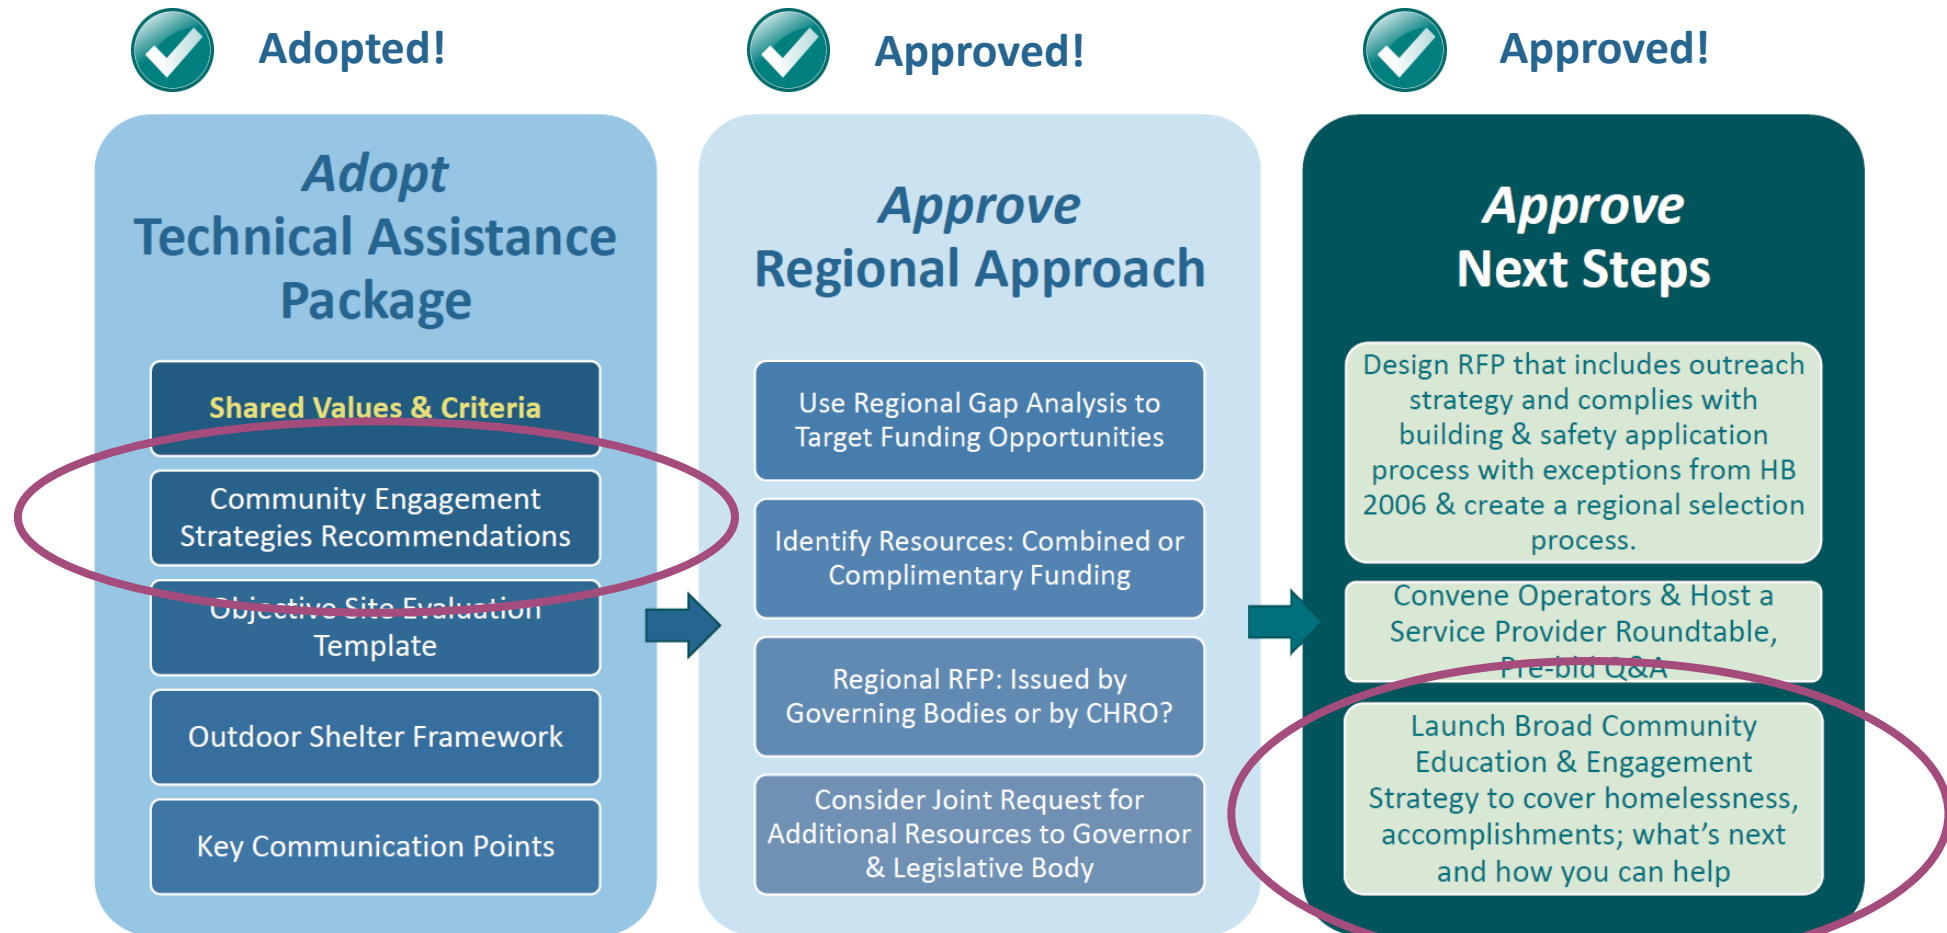 Adopted!
Adopt
Technical Assistance
Package
Shared Values & Criteria
Community Engagement
Strategies Recommendations
Objective Site Evaluation
Template
Outdoor Shelter Framework
Key Communication Points
Approved!
Approve
Regional Approach
Use Regional Gap Analysis to
Target Funding Opportunities
Identify Resources: Combined or
Complimentary Funding
Regional RFP: Issued by
Governing Bodies or by CHRO?
Consider Joint Request for
Additional Resources to Governor
& Legislative Body
Approved!
Approve
Next Steps
Design RFP that includes outreach
strategy and complies with
building & safety application
process with exceptions from HB
2006 & create a regional selection
process.
Convene Operators & Host a
Service Provider Roundtable,
Pre-bid Q&A
Launch Broad Community
Education & Engagement
Strategy to cover homelessness,
accomplishments; what's next
and how you can help